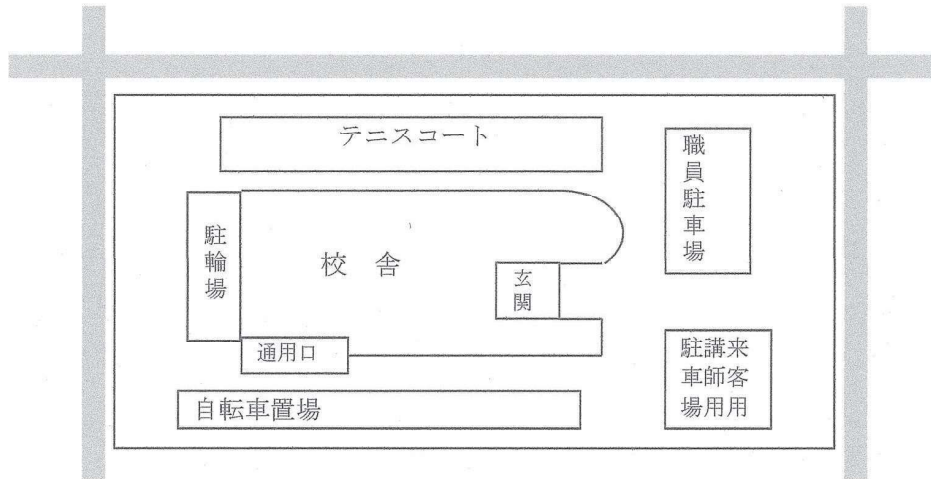 テニスコート
職員駐車場
駐輪場
校 舎
玄関
通用口
来客用
講師用
駐車場
自転車置場